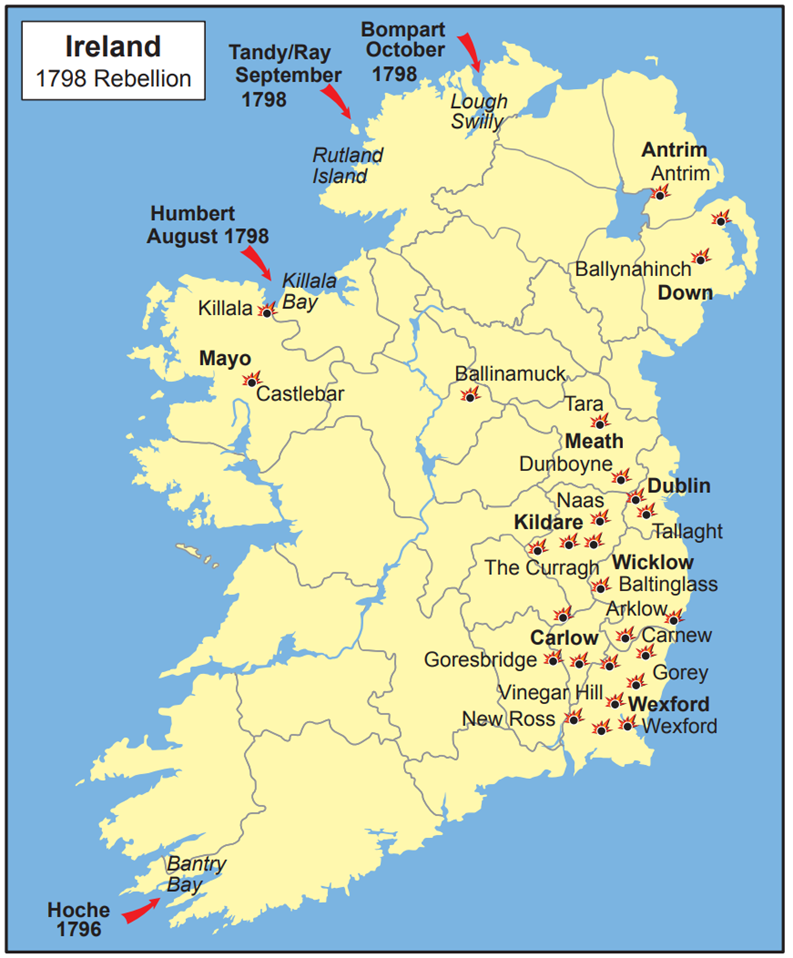 Ireland
1798 Rebellion
Bompart
October
1798
Tandy/Ray
September
1798
Lough
Swilly
Rutland
Island
Antrim
Antrim
Humbert
August 1798
Killala
Bay
Killala
Ballynahinch
Down
Mayo
Castlebar
Ballinamuck
Tara
Meath
Dunboyne
Dublin
Naas
Kildare
Tallaght
The Curragh
Wicklow
Baltinglass
Arklow
Carlow
Carnew
Goresbridge
Gorey
Vinegar Hill
Wexford
New Ross
Wexford
Bantry
Bay
Hoche
1796